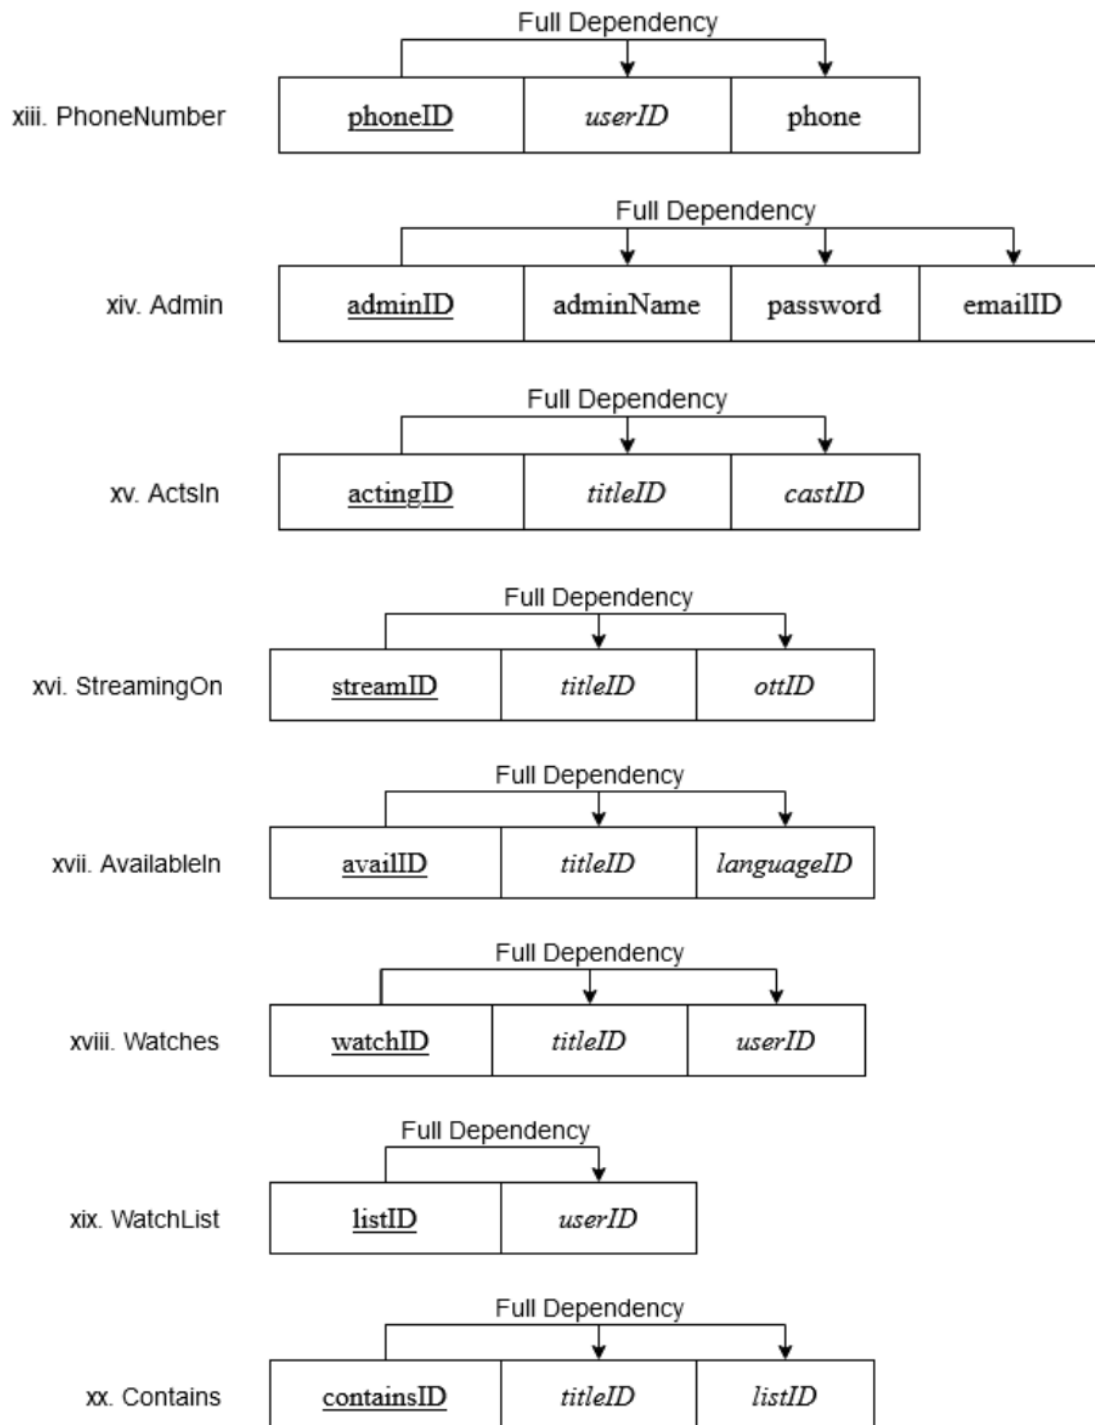 Full Dependency
xiii. PhoneNumber phoneID userID phone
Full Dependency
xiv. Admin adminID adminName password emailID
Full Dependency
xv. ActsIn actingID titleID castID
Full Dependency
xvi. StreamingOn streamID titleID ottID
Full Dependency
xvii. AvailableIn availID titleID languageID
Full Dependency
xviii. Watches watchID titleID userID
Full Dependency
xix. WatchList listID userID
Full Dependency
xx. Contains containsID titleID listID